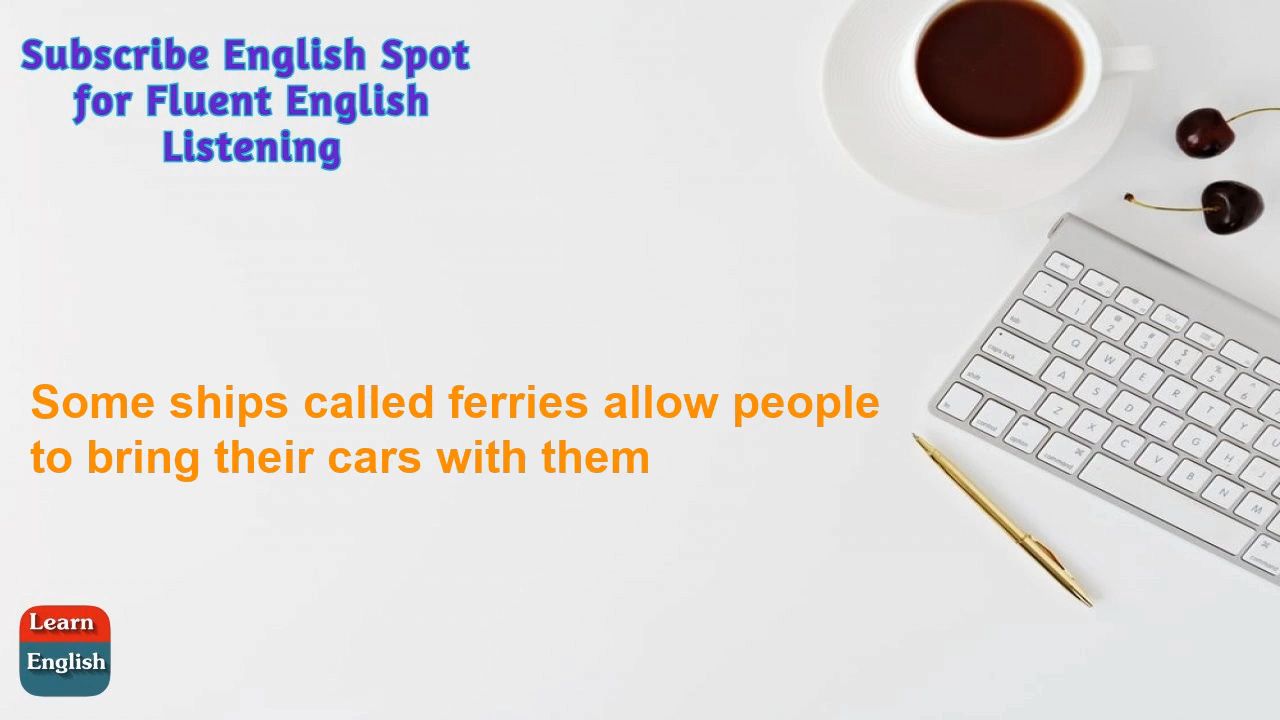 Subscribe English Spot
for Fluent English
Listening
Some ships called ferries allow people
to bring their cars with them
Learn
English